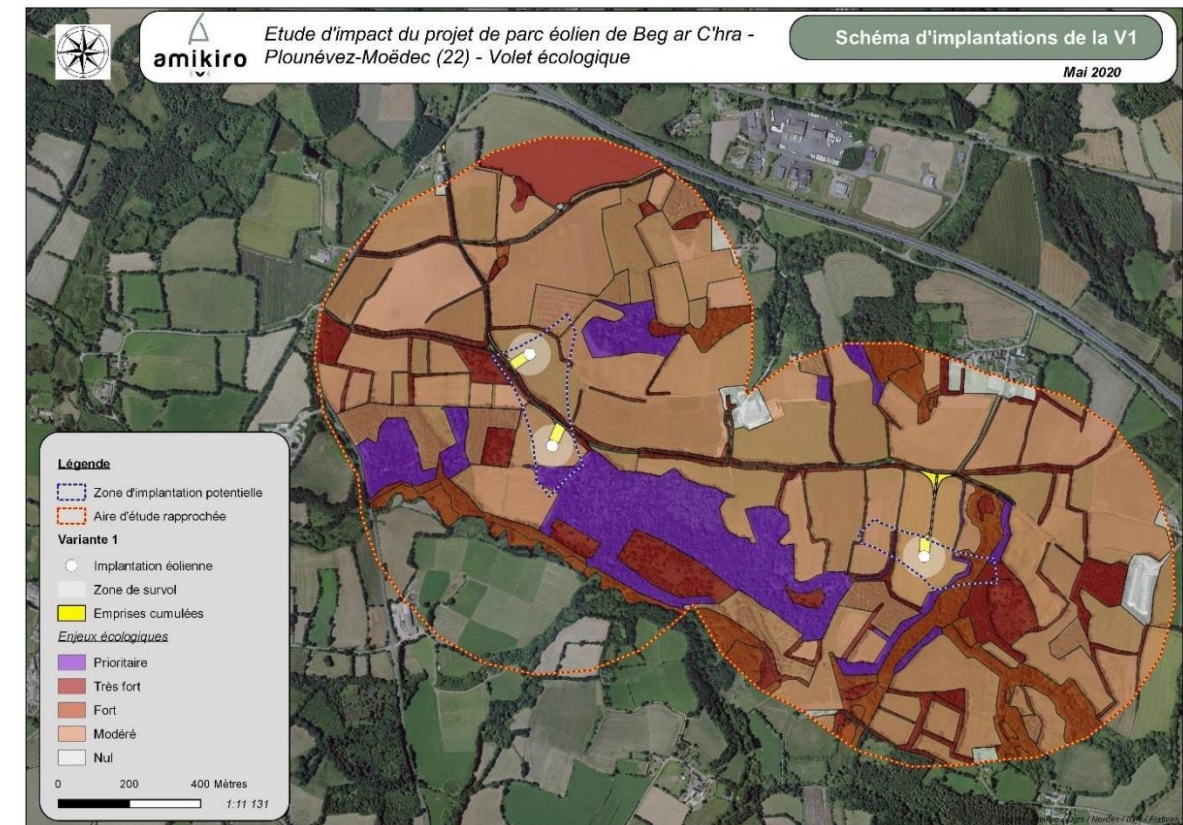 amikiro
Etude d'impact du projet de parc éolien de Beg ar C'hra -
Plounévez-Moëdec (22) - Volet écologique
Schéma d'implantations de la V1
Mai 2020
Légende
Zone d'implantation potentielle
Aire d'étude rapprochée
Variante 1
Implantation éolienne
Zone de survol
Emprises cumulées
Enjeux écologiques
Prioritaire
Très fort
Fort
Modéré
Nul
0 200 400 Mètres
1:11 131